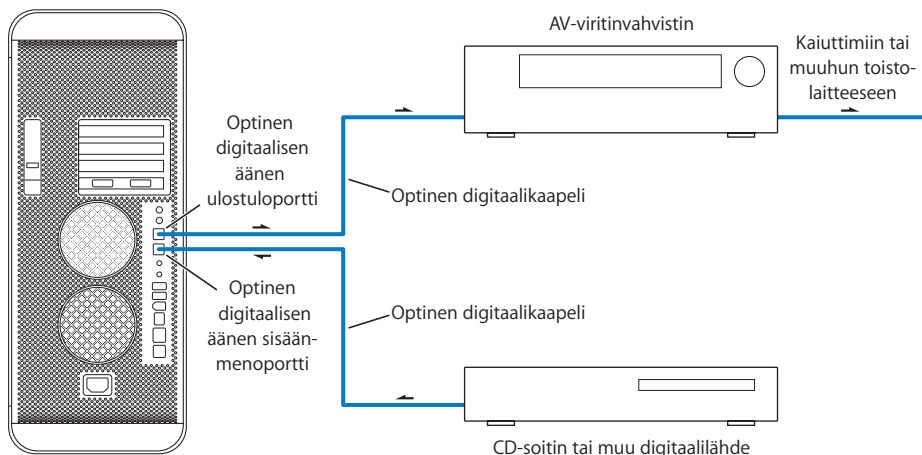 AV-viritinvahvistin
Kaiuttimiin tai
muuhun toisto-
laitteeseen
Optinen
digitaalisen
äänen
ulostuloportti
Optinen digitaalikaapeli
Optinen
digitaalisen
äänen sisään-
menoportti
Optinen digitaalikaapeli
CD-soitin tai muu digitaalilähde